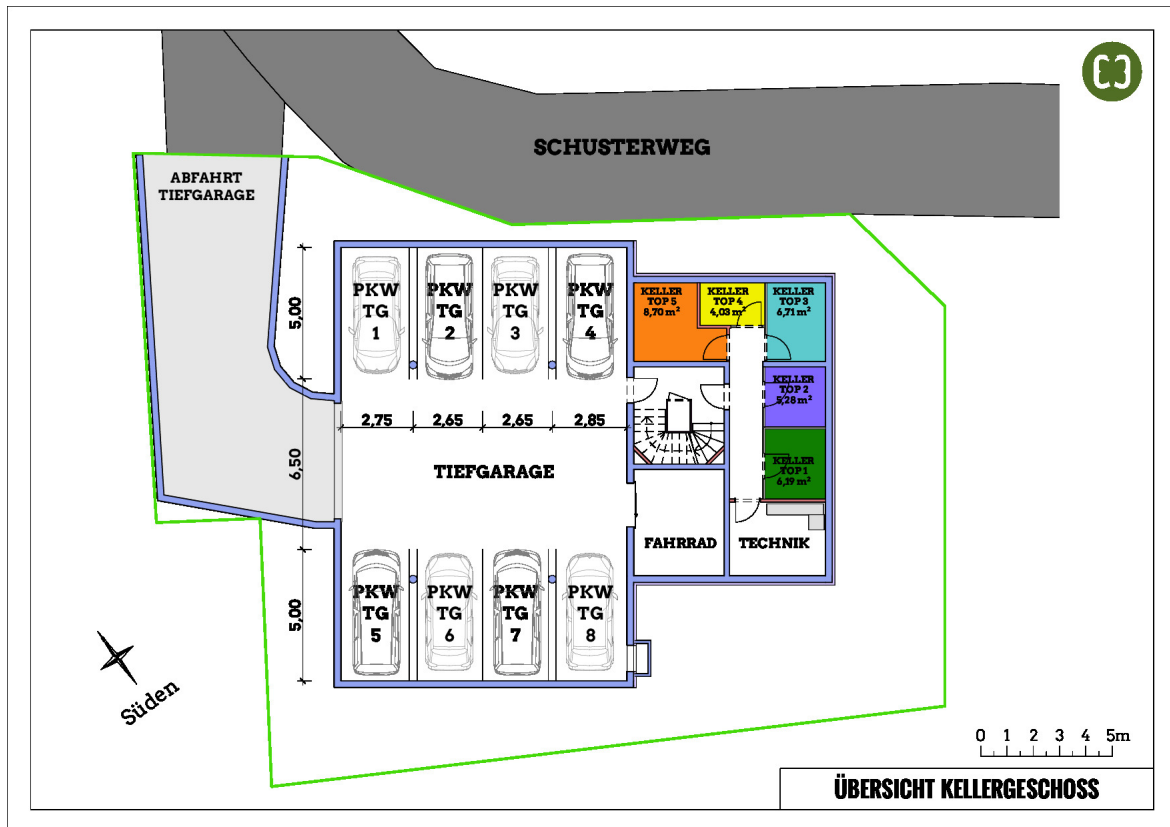 SCHUSTERWEG
ABFAHRT
TIEFGARAGE
PKW
TG
1
PKW
TG
2
PKW
TG
3
PKW
TG
4
KELLER
TOP 5
8,70 m²
KELLER
TOP 4
4,03 m²
KELLER
TOP 3
6,71 m²
5,00
KELLER
TOP 2
5,28 m²
2,75
2,65
2,65
2,85
6,50
TIEFGARAGE
KELLER
TOP 1
6,19 m²
FAHRRAD
TECHNIK
5,00
PKW
TG
5
PKW
TG
6
PKW
TG
7
PKW
TG
8
Süden
0 1 2 3 4 5m
ÜBERSICHT KELLERGESCHOSS